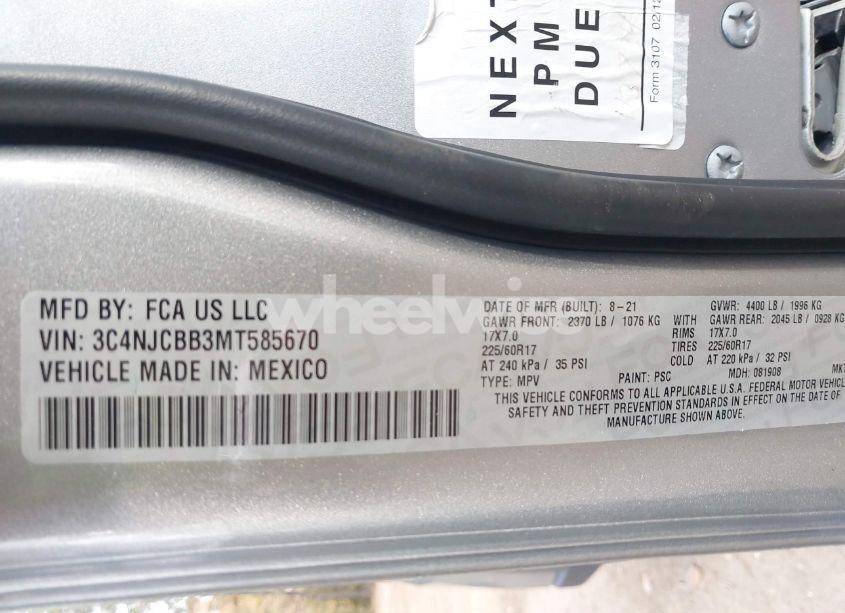 NEXT
PM
DUE
Form 3107 02/12
MFD BY: FCA US LLC
VIN: 3C4NJCBB3MT585670
VEHICLE MADE IN: MEXICO
DATE OF MFR (BUILT): 8-21 GVWR: 4400 LB / 1996 KG
GAWR FRONT: 2370 LB / 1076 KG WITH GAWR REAR: 2045 LB / 0928 KG
17X7.0 RIMS 17X7.0
225/60R17 TIRES 225/60R17
AT 240 kPa / 35 PSI COLD AT 220 kPa / 32 PSI
TYPE: MPV PAINT: PSC MDH: 081908 MKT
THIS VEHICLE CONFORMS TO ALL APPLICABLE U.S.A. FEDERAL MOTOR VEHICLE
SAFETY AND THEFT PREVENTION STANDARDS IN EFFECT ON THE DATE OF
MANUFACTURE SHOWN ABOVE.